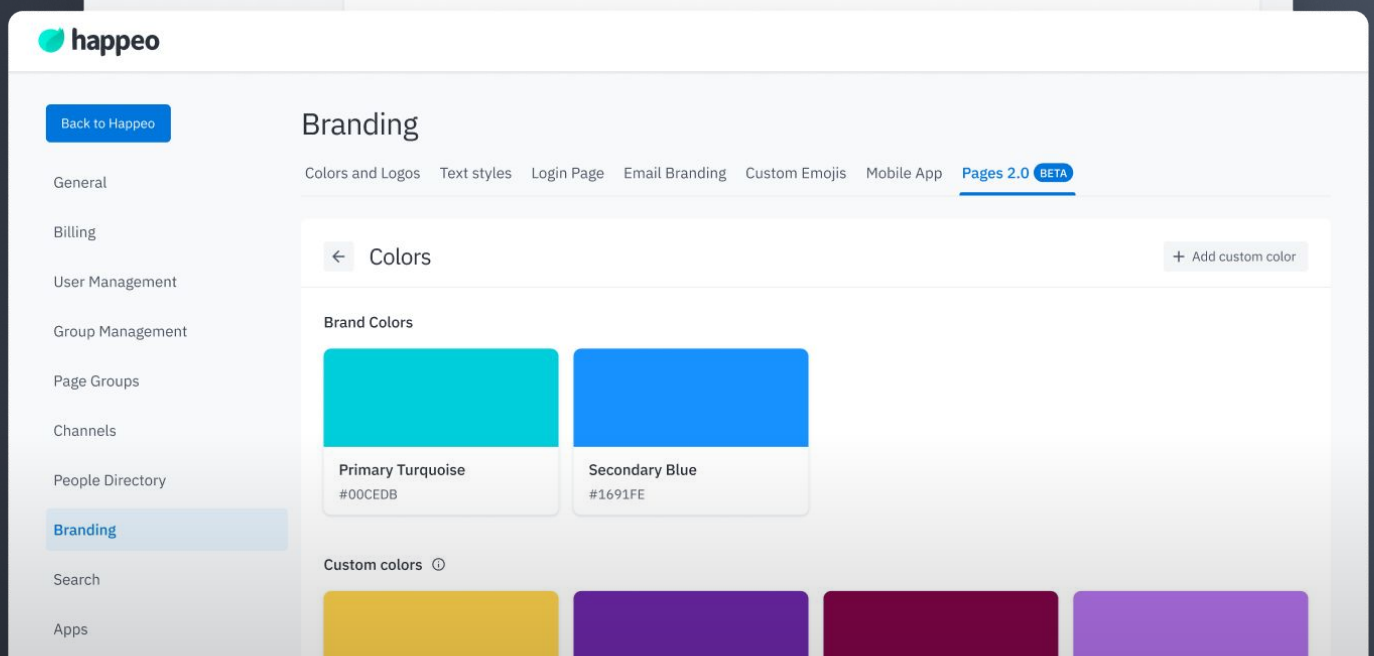 happeo
Back to Happeo
General
Billing
User Management
Group Management
Page Groups
Channels
People Directory
Branding
Search
Apps
Branding
Colors and Logos Text styles Login Page Email Branding Custom Emojis Mobile App Pages 2.0 BETA
Colors
+ Add custom color
Brand Colors
Primary Turquoise
#00CEDB
Secondary Blue
#1691FE
Custom colors